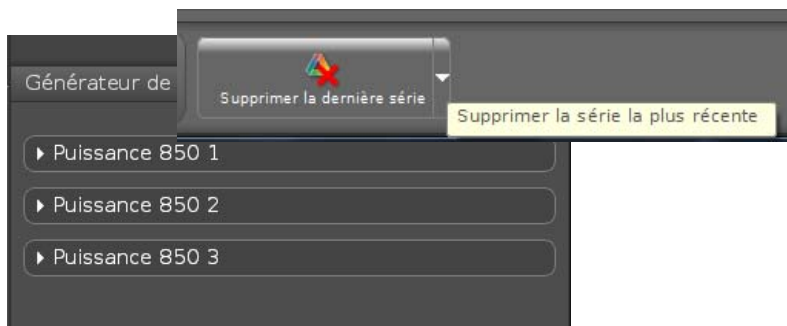 Générateur de
Supprimer la dernière série
Supprimer la série la plus récente
Puissance 850 1
Puissance 850 2
Puissance 850 3